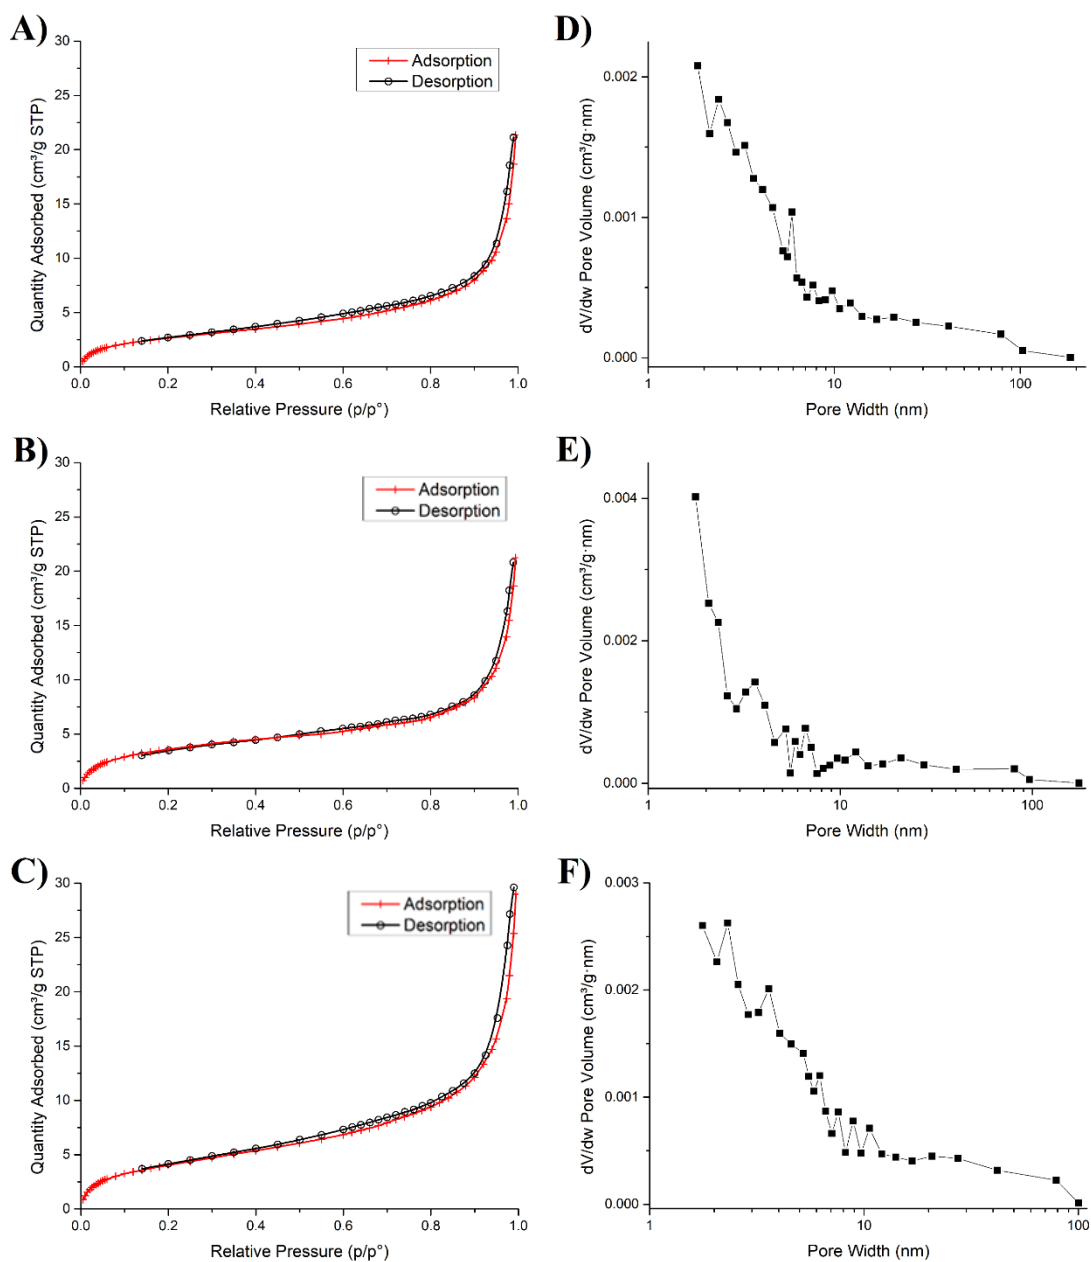 A)
30
25
20
15
10
5
0
Quantity Adsorbed (cm³/g STP)
Adsorption
Desorption
0.0 0.2 0.4 0.6 0.8 1.0
Relative Pressure (p/p°)
D)
0.002
0.001
0.000
dV/dw Pore Volume (cm³/g·nm)
1 10 100
Pore Width (nm)
B)
30
25
20
15
10
5
0
Quantity Adsorbed (cm³/g STP)
Adsorption
Desorption
0.0 0.2 0.4 0.6 0.8 1.0
Relative Pressure (p/p°)
E)
0.004
0.002
0.000
dV/dw Pore Volume (cm³/g·nm)
1 10 100
Pore Width (nm)
C)
30
25
20
15
10
5
0
Quantity Adsorbed (cm³/g STP)
Adsorption
Desorption
0.0 0.2 0.4 0.6 0.8 1.0
Relative Pressure (p/p°)
F)
0.003
0.002
0.001
0.000
dV/dw Pore Volume (cm³/g·nm)
1 10 100
Pore Width (nm)